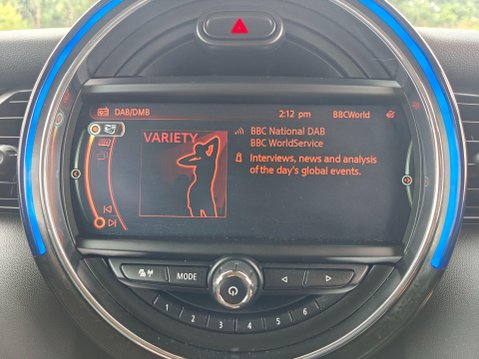 DAB/DMB 2:12 pm BBCWorld
VARIETY
BBC National DAB
BBC WorldService
Interviews, news and analysis
of the day's global events.
MODE
1 2 3 4 5 6